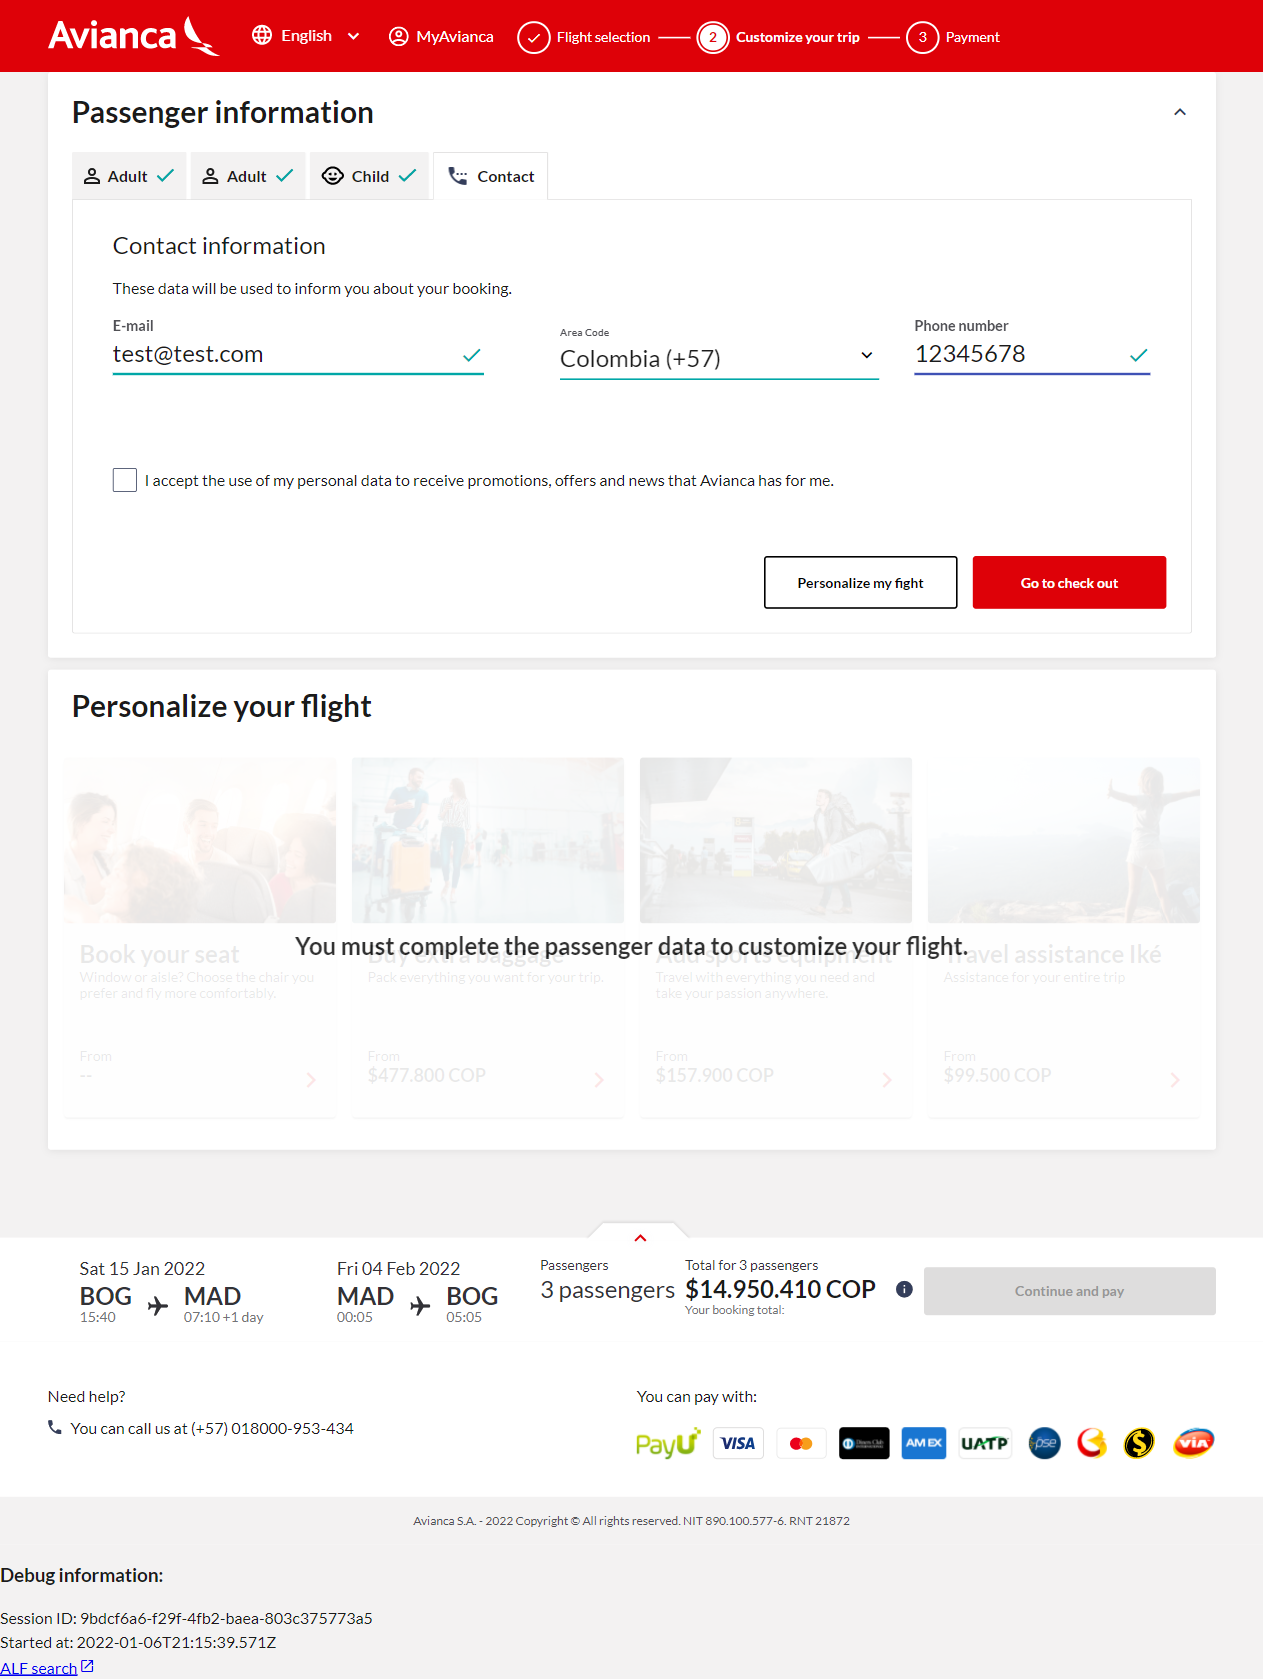 Avianca English MyAvianca Flight selection 2 Customize your trip 3 Payment
Passenger information
Adult Adult Child Contact
Contact information
These data will be used to inform you about your booking.
E-mail Area Code Phone number
test@test.com Colombia (+57) 12345678
I accept the use of my personal data to receive promotions, offers and news that Avianca has for me.
Personalize my fight Go to check out
Personalize your flight
You must complete the passenger data to customize your flight.
Book your seat Buy extra baggage Add sports equipment Travel assistance Iké
Window or aisle? Choose the chair you Pack everything you want for your trip. Travel with everything you need and Assistance for your entire trip
prefer and fly more comfortably. take your passion anywhere.
From From From From
-- $477.800 COP $157.900 COP $99.500 COP
Sat 15 Jan 2022 Fri 04 Feb 2022 Passengers Total for 3 passengers
BOG MAD MAD BOG 3 passengers $14.950.410 COP Continue and pay
15:40 07:10 +1 day 00:05 05:05 Your booking total:
Need help? You can pay with:
You can call us at (+57) 018000-953-434
PayU VISA Diners Club AMEX UATP pse $ VIA
Avianca S.A. - 2022 Copyright © All rights reserved. NIT 890.100.577-6. RNT 21872
Debug information:
Session ID: 9bdcf6a6-f29f-4fb2-baea-803c375773a5
Started at: 2022-01-06T21:15:39.571Z
ALF search